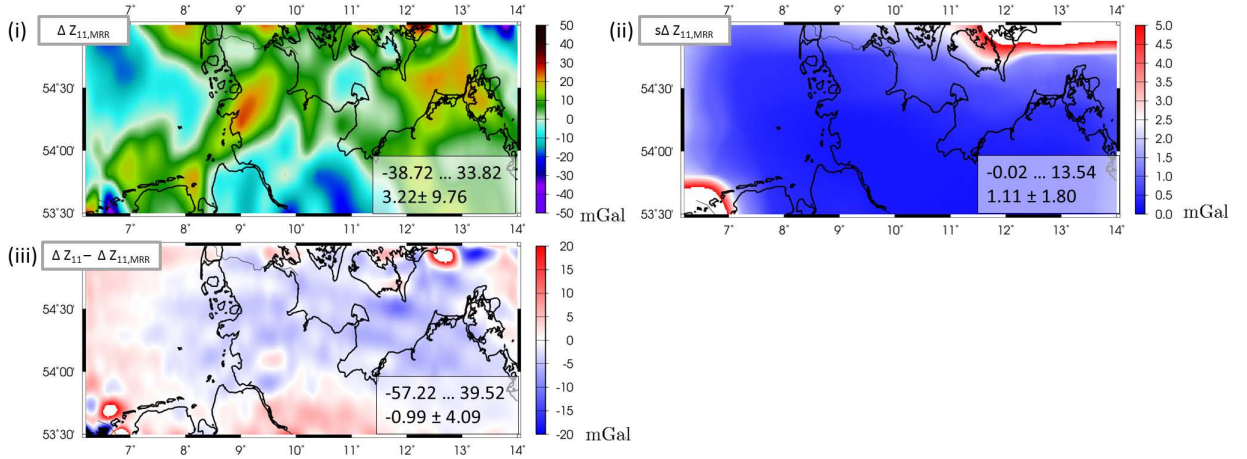 (i) Δ Z11,MRR
54°30'
54°00'
53°30'
7° 8° 9° 10° 11° 12° 13° 14°
50
40
30
20
10
0
-10
-20
-30
-40
-50
mGal
-38.72 ... 33.82
3.22± 9.76
(ii) sΔ Z11,MRR
7° 8° 9° 10° 11° 12° 13° 14°
5.0
4.5
4.0
3.5
3.0
2.5
2.0
1.5
1.0
0.5
0.0
mGal
-0.02 ... 13.54
1.11 ± 1.80
(iii) Δ Z11 − Δ Z11,MRR
54°30'
54°00'
53°30'
7° 8° 9° 10° 11° 12° 13° 14°
20
15
10
5
0
-5
-10
-15
-20
mGal
-57.22 ... 39.52
-0.99 ± 4.09